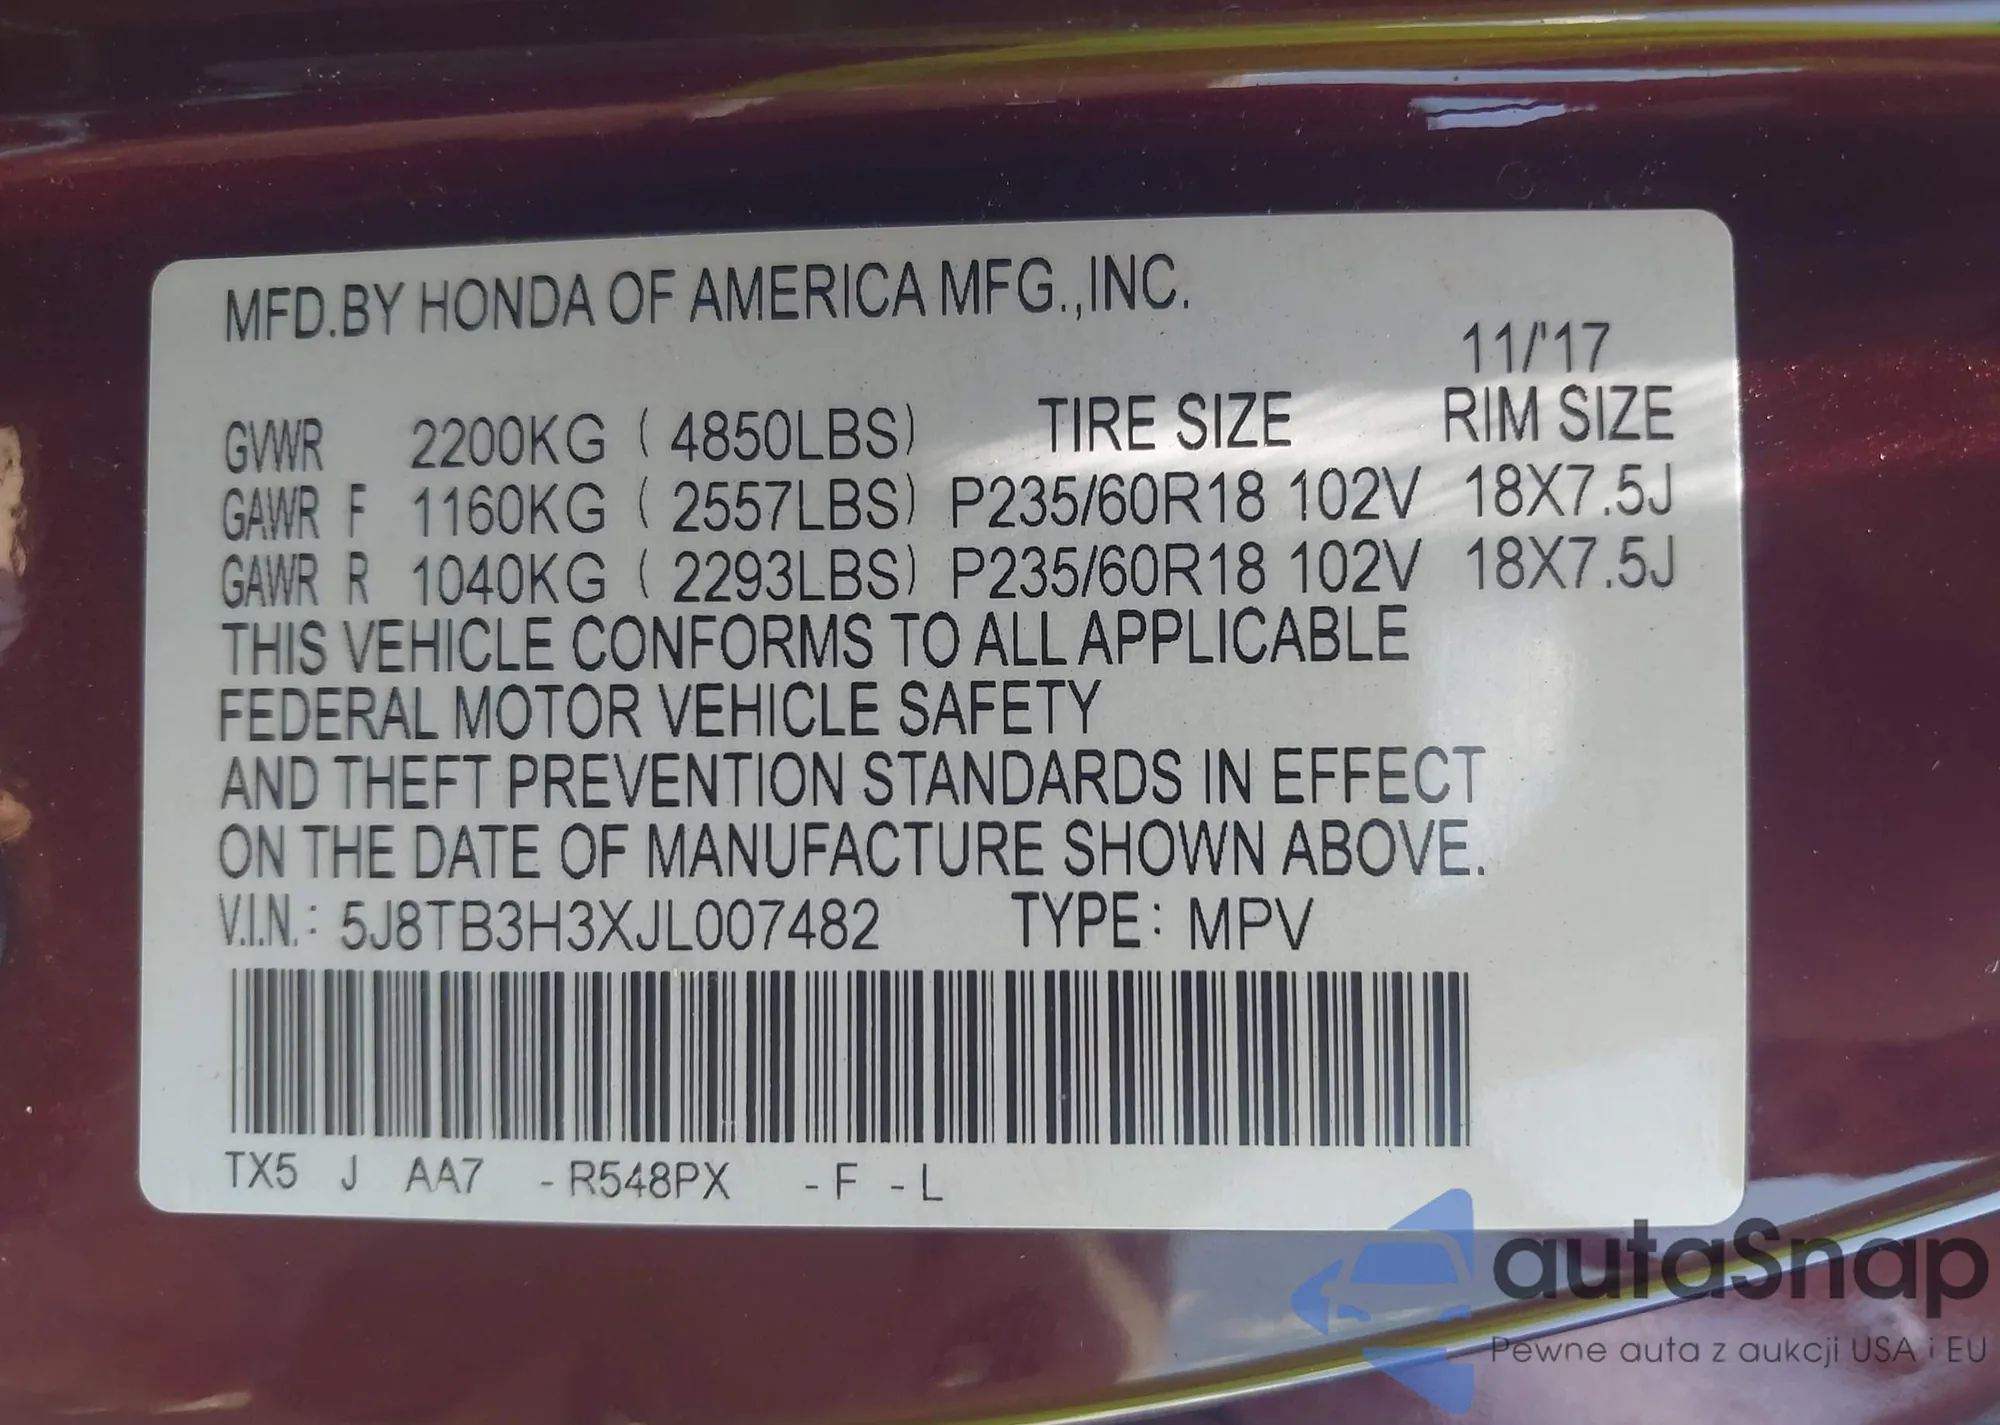 MFD.BY HONDA OF AMERICA MFG.,INC.
11/'17
GVWR 2200KG ( 4850LBS) TIRE SIZE RIM SIZE
GAWR F 1160KG ( 2557LBS) P235/60R18 102V 18X7.5J
GAWR R 1040KG ( 2293LBS) P235/60R18 102V 18X7.5J
THIS VEHICLE CONFORMS TO ALL APPLICABLE
FEDERAL MOTOR VEHICLE SAFETY
AND THEFT PREVENTION STANDARDS IN EFFECT
ON THE DATE OF MANUFACTURE SHOWN ABOVE.
V.I.N.: 5J8TB3H3XJL007482 TYPE: MPV
TX5 J AA7 -R548PX -F -L
autaSnap
Pewne auta z aukcji USA i EU